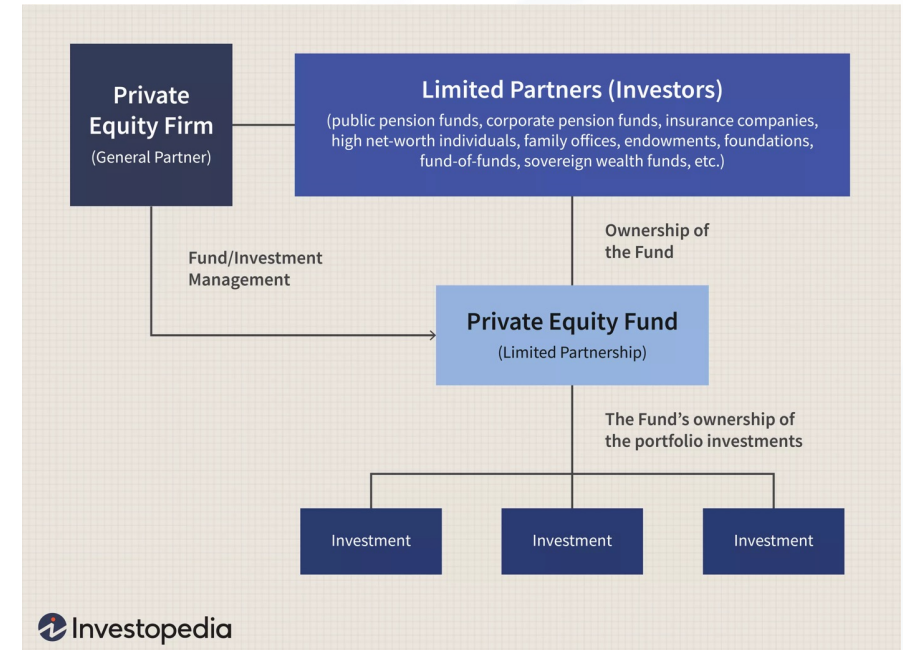 Private
Equity Firm
(General Partner)
Limited Partners (Investors)
(public pension funds, corporate pension funds, insurance companies,
high net-worth individuals, family offices, endowments, foundations,
fund-of-funds, sovereign wealth funds, etc.)
Fund/Investment
Management
Ownership of
the Fund
Private Equity Fund
(Limited Partnership)
The Fund's ownership of
the portfolio investments
Investment
Investment
Investment
Investopedia